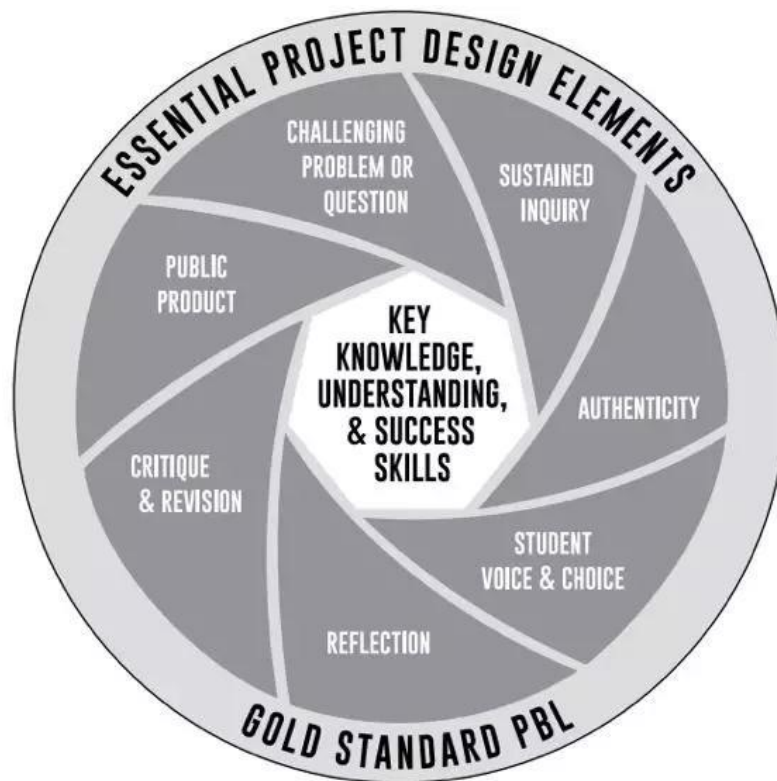 ESSENTIAL PROJECT DESIGN ELEMENTS
CHALLENGING
PROBLEM OR
QUESTION
SUSTAINED
INQUIRY
AUTHENTICITY
STUDENT
VOICE & CHOICE
REFLECTION
CRITIQUE
& REVISION
PUBLIC
PRODUCT
KEY
KNOWLEDGE,
UNDERSTANDING,
& SUCCESS
SKILLS
GOLD STANDARD PBL